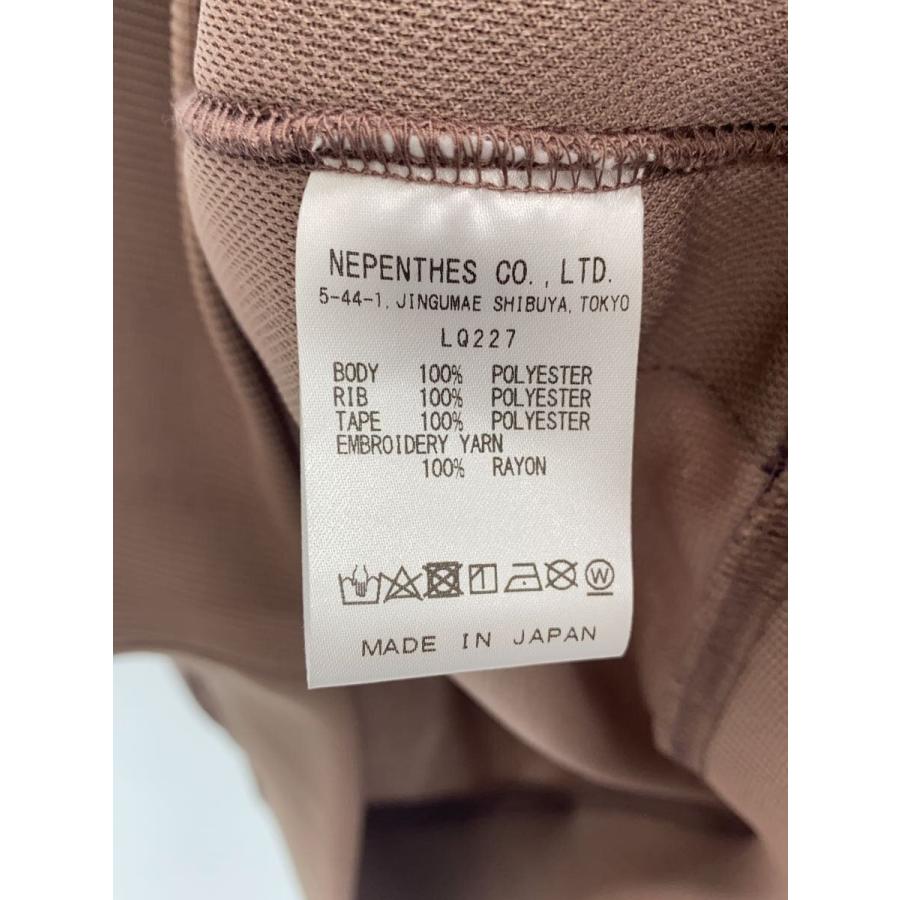 NEPENTHES CO., LTD.
5-44-1, JINGUMAE SHIBUYA, TOKYO
LQ227
BODY 100% POLYESTER
RIB 100% POLYESTER
TAPE 100% POLYESTER
EMBROIDERY YARN
100% RAYON
W
MADE IN JAPAN